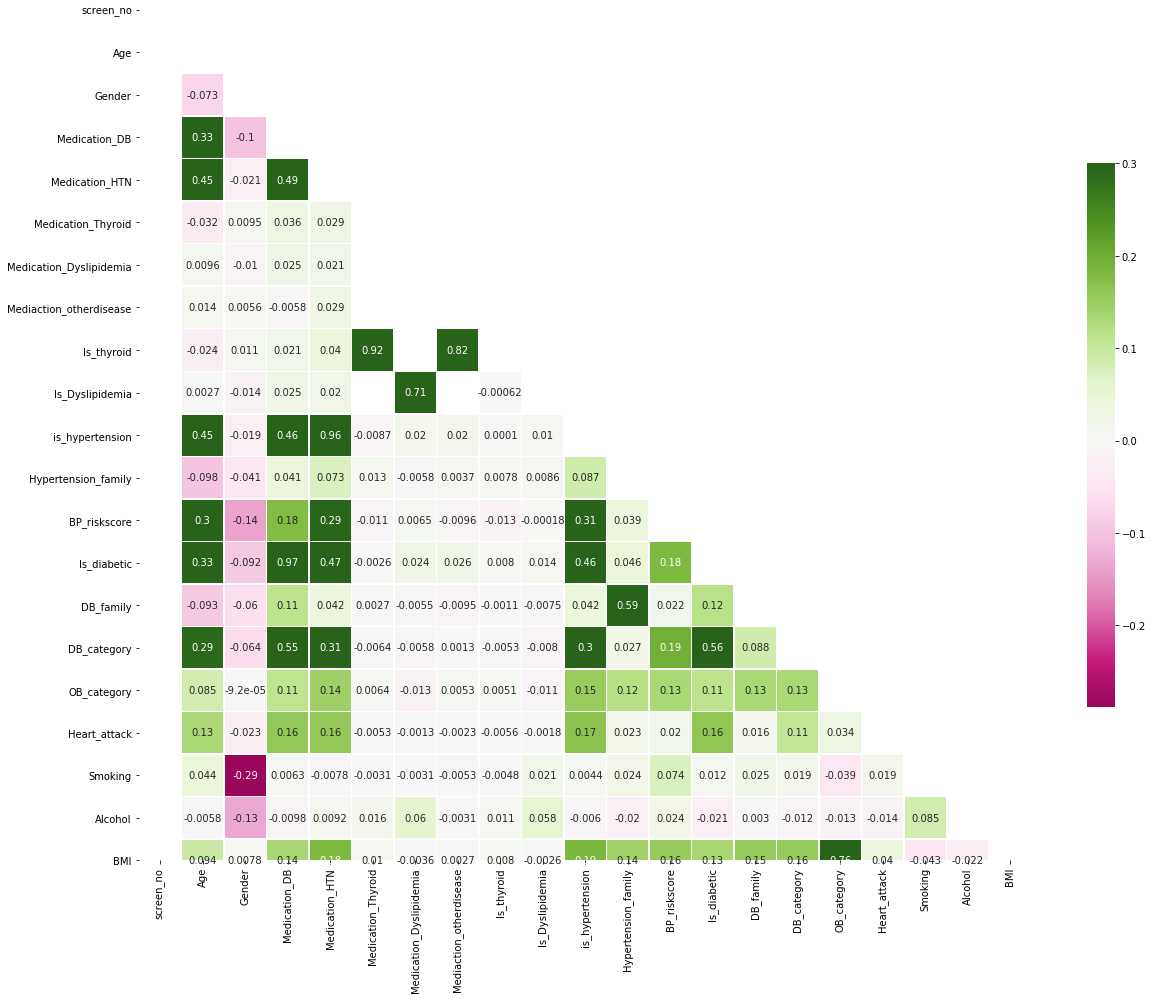 screen_no
Age
Gender -0.073
Medication_DB 0.33 -0.1
Medication_HTN 0.45 -0.021 0.49
Medication_Thyroid -0.032 0.0095 0.036 0.029
Medication_Dyslipidemia 0.0096 -0.01 0.025 0.021
Mediaction_otherdisease 0.014 0.0056 -0.0058 0.029
Is_thyroid -0.024 0.011 0.021 0.04 0.92 0.82
Is_Dyslipidemia 0.0027 -0.014 0.025 0.02 0.71 -0.00062
is_hypertension 0.45 -0.019 0.46 0.96 -0.0087 0.02 0.02 0.0001 0.01
Hypertension_family -0.098 -0.041 0.041 0.073 0.013 -0.0058 0.0037 0.0078 0.0086 0.087
BP_riskscore 0.3 -0.14 0.18 0.29 -0.011 0.0065 -0.0096 -0.013 -0.00018 0.31 0.039
Is_diabetic 0.33 -0.092 0.97 0.47 -0.0026 0.024 0.026 0.008 0.014 0.46 0.046 0.18
DB_family -0.093 -0.06 0.11 0.042 0.0027 -0.0055 -0.0095 -0.0011 -0.0075 0.042 0.59 0.022 0.12
DB_category 0.29 -0.064 0.55 0.31 -0.0064 -0.0058 0.0013 -0.0053 -0.008 0.3 0.027 0.19 0.56 0.088
OB_category 0.085 -9.2e-05 0.11 0.14 0.0064 -0.013 0.0053 0.0051 -0.011 0.15 0.12 0.13 0.11 0.13 0.13
Heart_attack 0.13 -0.023 0.16 0.16 -0.0053 -0.0013 -0.0023 -0.0056 -0.0018 0.17 0.023 0.02 0.16 0.016 0.11 0.034
Smoking 0.044 -0.29 0.0063 -0.0078 -0.0031 -0.0031 -0.0053 -0.0048 0.021 0.0044 0.024 0.074 0.012 0.025 0.019 -0.039 0.019
Alcohol -0.0058 -0.13 -0.0098 0.0092 0.016 0.06 -0.0031 0.011 0.058 -0.006 -0.02 0.024 -0.021 0.003 -0.012 -0.013 -0.014 0.085
BMI 0.094 0.0078 0.14 0.18 0.01 -0.0036 0.0027 0.008 -0.0026 0.19 0.14 0.16 0.13 0.15 0.16 0.76 0.04 -0.043 -0.022
screen_no
Age
Gender
Medication_DB
Medication_HTN
Medication_Thyroid
Medication_Dyslipidemia
Mediaction_otherdisease
Is_thyroid
Is_Dyslipidemia
is_hypertension
Hypertension_family
BP_riskscore
Is_diabetic
DB_family
DB_category
OB_category
Heart_attack
Smoking
Alcohol
BMI
0.3
0.2
0.1
0.0
−0.1
−0.2